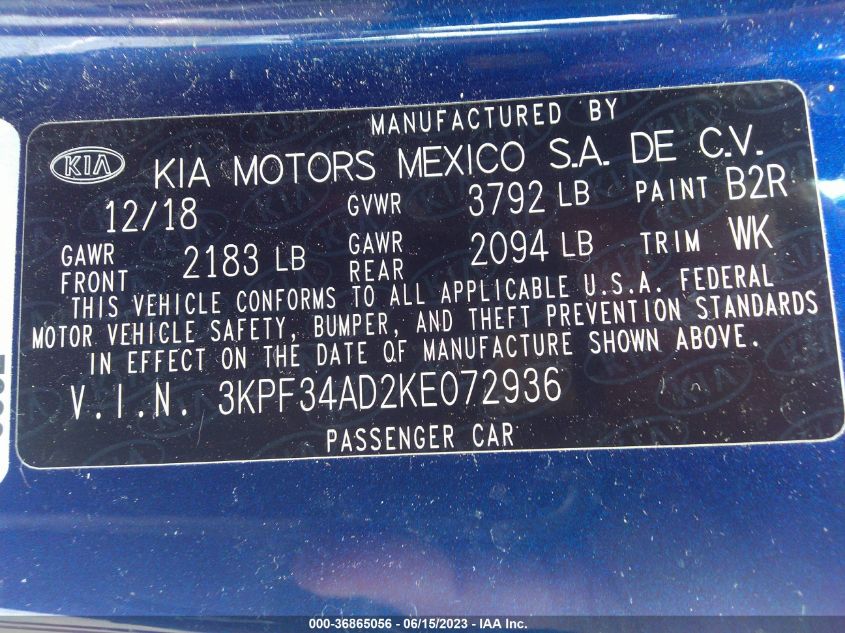 MANUFACTURED BY
KIA KIA MOTORS MEXICO S.A. DE C.V.
12/18 GVWR 3792 LB PAINT B2R
GAWR FRONT 2183 LB GAWR REAR 2094 LB TRIM WK
THIS VEHICLE CONFORMS TO ALL APPLICABLE U.S.A. FEDERAL
MOTOR VEHICLE SAFETY, BUMPER, AND THEFT PREVENTION STANDARDS
IN EFFECT ON THE DATE OF MANUFACTURE SHOWN ABOVE.
V.I.N. 3KPF34AD2KE072936
PASSENGER CAR
000-36865056 - 06/15/2023 - IAA Inc.